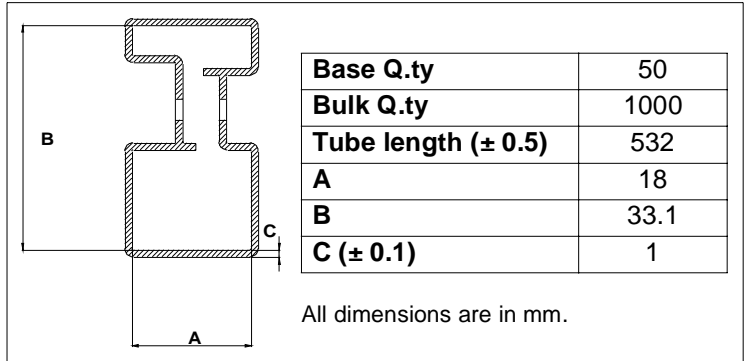 B
C
A
Base Q.ty 50
Bulk Q.ty 1000
Tube length (± 0.5) 532
A 18
B 33.1
C (± 0.1) 1
All dimensions are in mm.